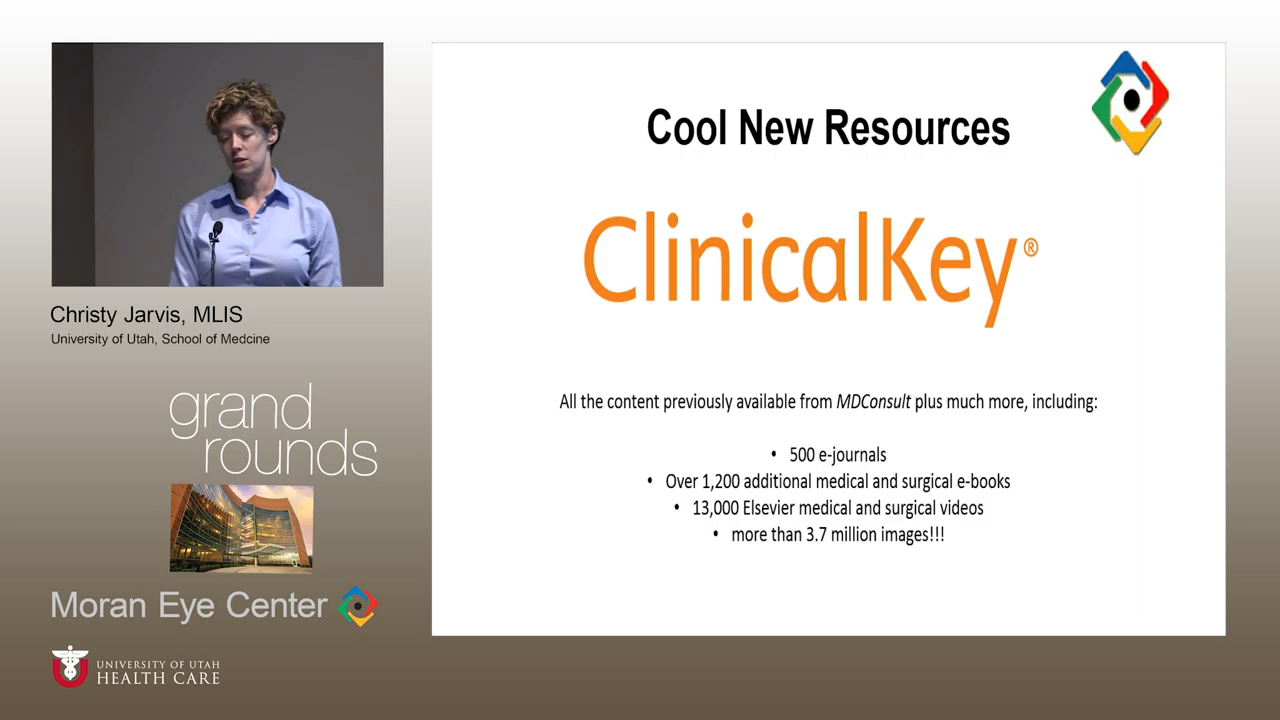 Christy Jarvis, MLIS
University of Utah, School of Medcine
grand
rounds
Moran Eye Center
UNIVERSITY OF UTAH
HEALTH CARE
Cool New Resources
ClinicalKey®
All the content previously available from MDConsult plus much more, including:
• 500 e-journals
• Over 1,200 additional medical and surgical e-books
• 13,000 Elsevier medical and surgical videos
• more than 3.7 million images!!!